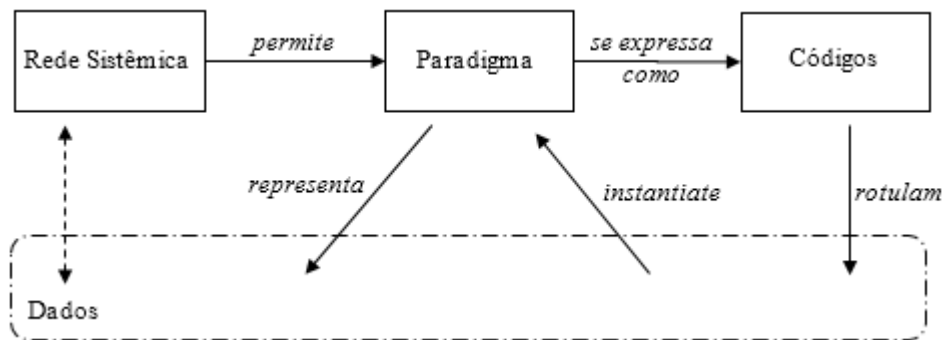 Rede Sistêmica
permite
Paradigma
se expressa
como
Códigos
representa
instantiate
rotulam
Dados